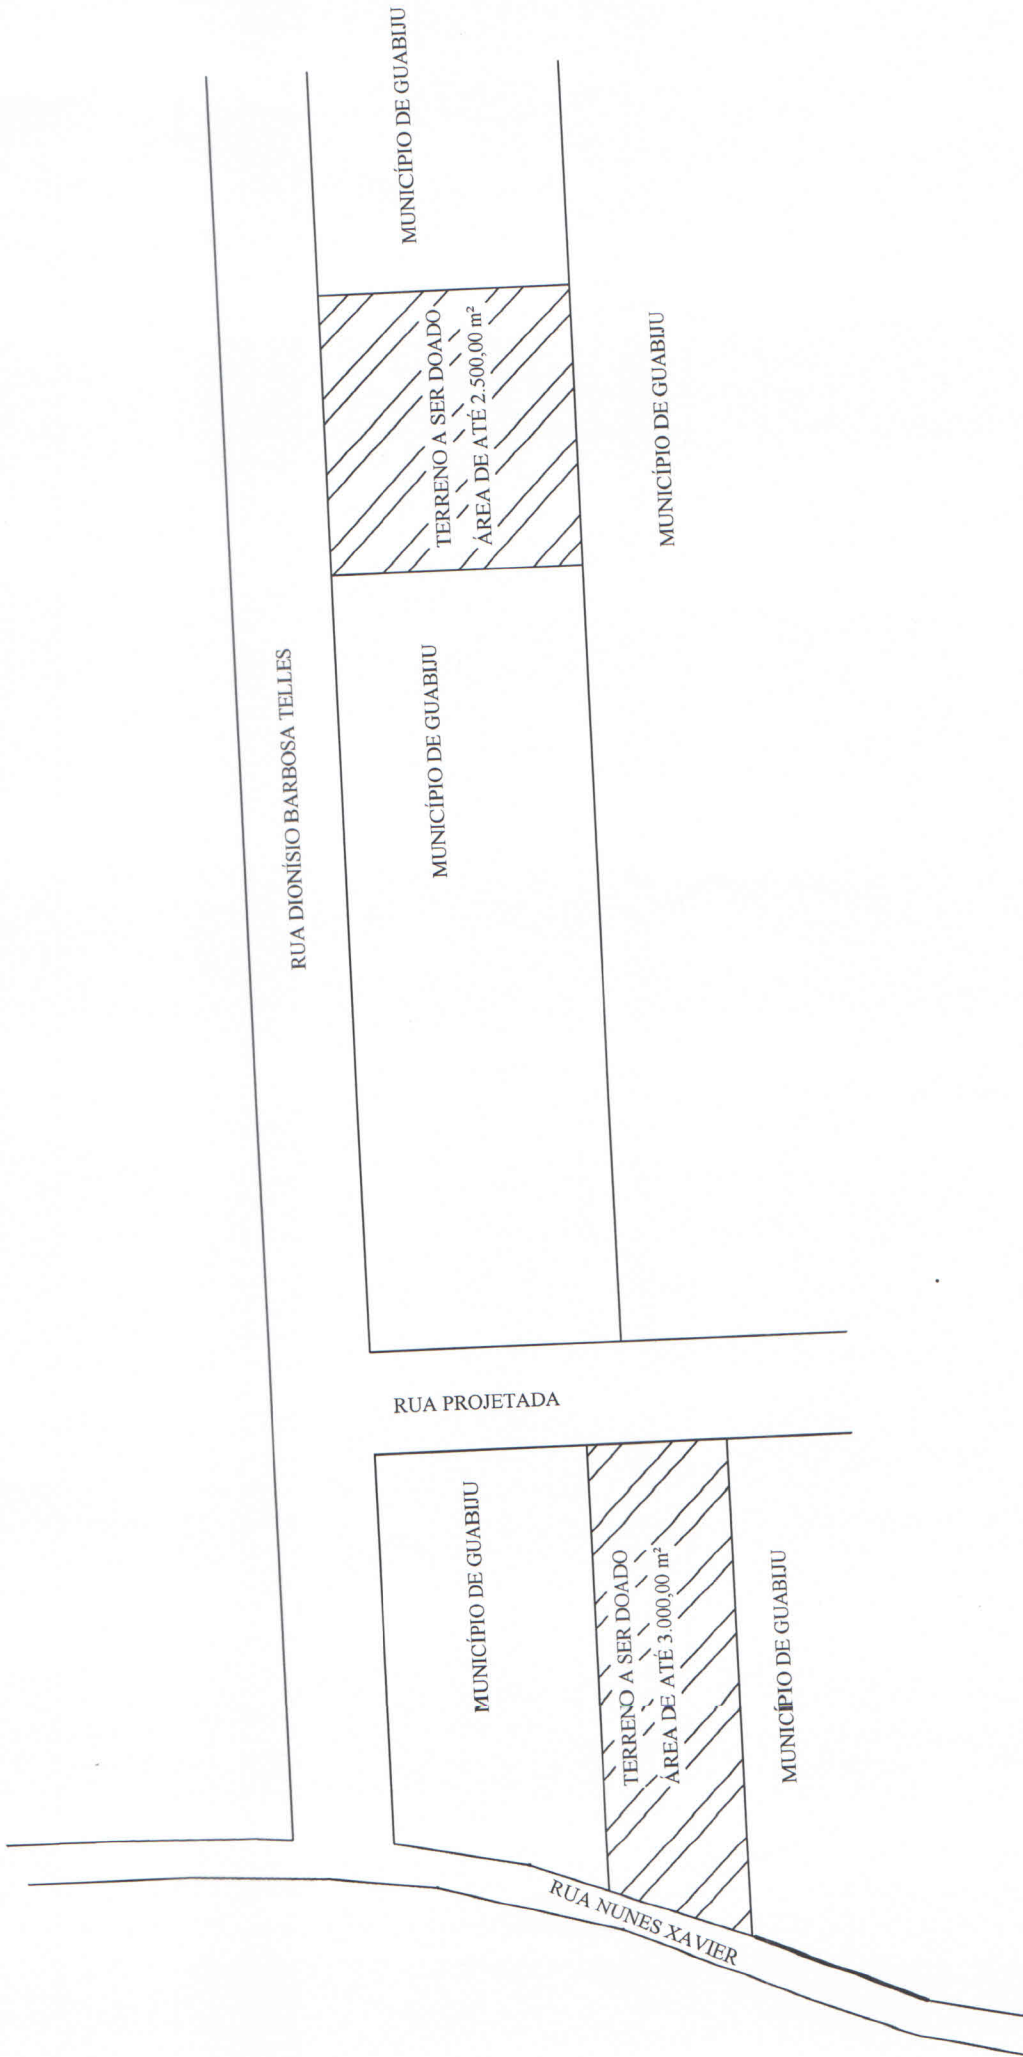 MUNICÍPIO DE GUABIJU
TERRENO A SER DOADO
ÁREA DE ATÉ 2.500,00 m²
MUNICÍPIO DE GUABIJU
RUA DIONÍSIO BARBOSA TELLES
MUNICÍPIO DE GUABIJU
RUA PROJETADA
MUNICÍPIO DE GUABIJU
TERRENO A SER DOADO
ÁREA DE ATÉ 3.000,00 m²
MUNICÍPIO DE GUABIJU
RUA NUNES XAVIER